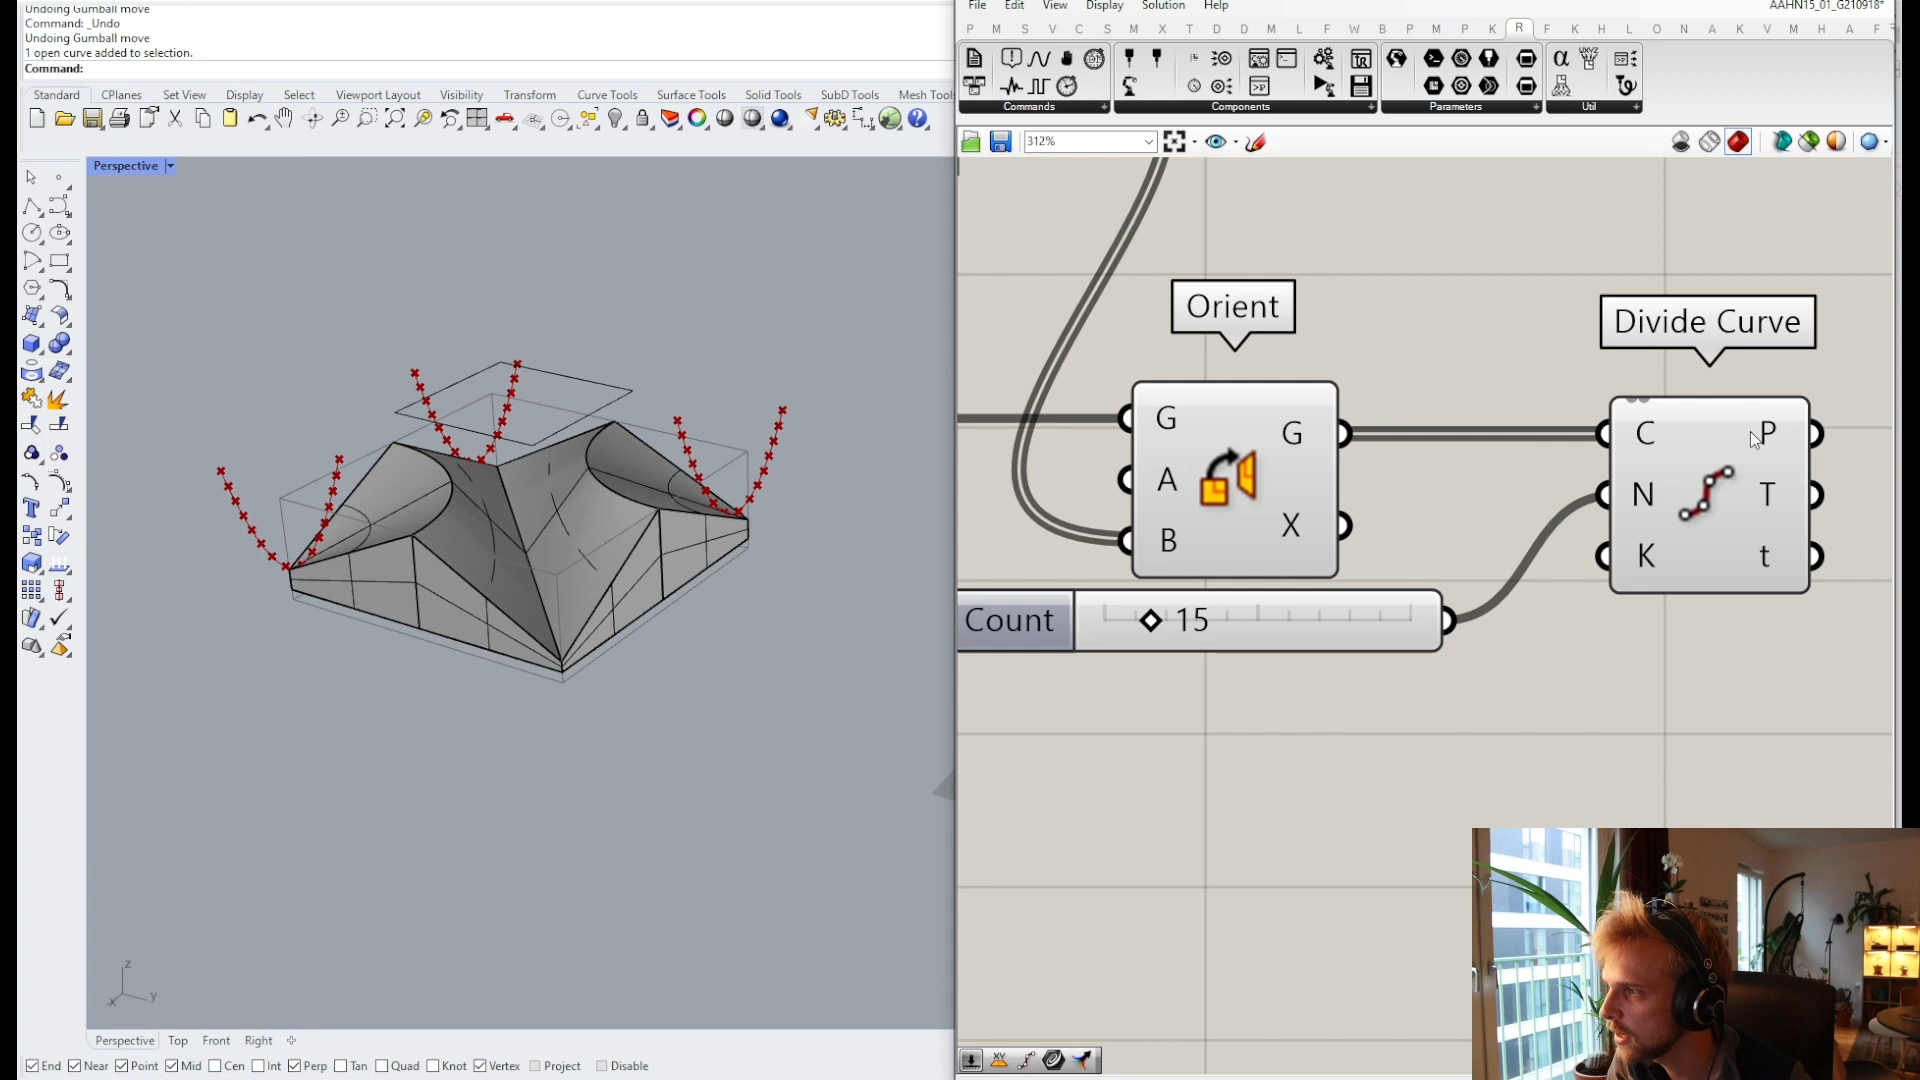 Undoing Gumball move
Command: _Undo
Undoing Gumball move
1 open curve added to selection.
Command:
Standard CPlanes Set View Display Select Viewport Layout Visibility Transform Curve Tools Surface Tools Solid Tools SubD Tools Mesh Tool
Perspective
Perspective Top Front Right
End Near Point Mid Cen Int Perp Tan Quad Knot Vertex Project Disable
File Edit View Display Solution Help
AAHN15_01_G210918*
P M S V C S M X T D D M L F W B P M P K R F K H L O N A K V M H A F
Commands Components Parameters Util
312%
Orient
Divide Curve
G
A
B
G
X
C
N
K
P
T
t
Count 15
z
y
x